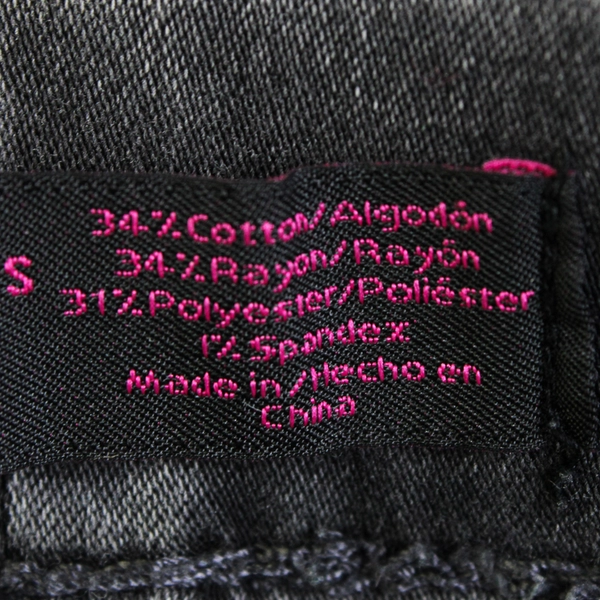 34%Cotton/Algodón
34%Rayon/Rayón
S
31%Polyester/Poliéster
1%Spandex
Made in/Hecho en
China